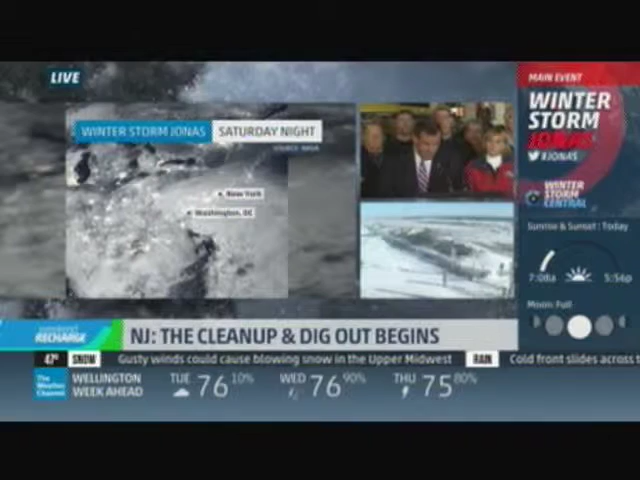 LIVE
MAIN EVENT
WINTER
STORM
JONAS
#JONAS
WINTER STORM JONAS SATURDAY NIGHT
SOURCE: NASA
New York
Washington, DC
WINTER
STORM
CENTRAL
Sunrise & Sunset: Today
7:08a 5:56p
Moon: Full
RECHARGE
NJ: THE CLEANUP & DIG OUT BEGINS
47° SNOW Gusty winds could cause blowing snow in the Upper Midwest RAIN Cold front slides across t
The Weather Channel
WELLINGTON
WEEK AHEAD
TUE 76 10% WED 76 90% THU 75 80%